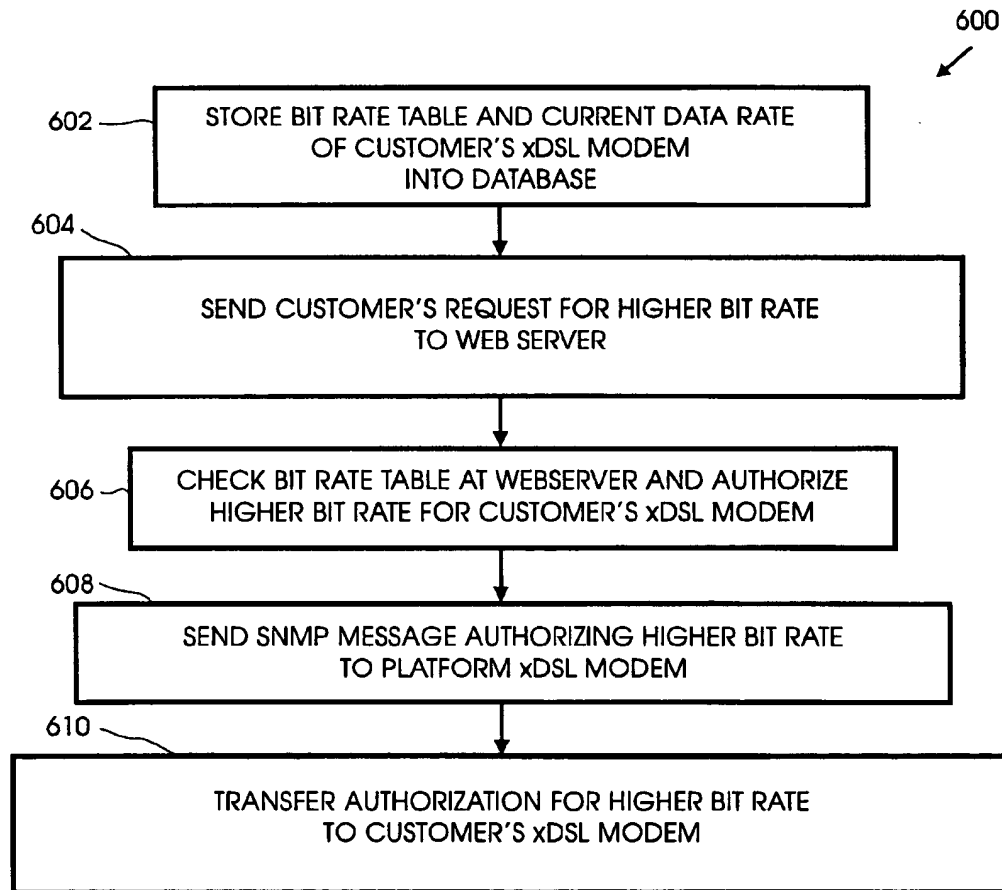 600
602
STORE BIT RATE TABLE AND CURRENT DATA RATE
OF CUSTOMER'S xDSL MODEM
INTO DATABASE
604
SEND CUSTOMER'S REQUEST FOR HIGHER BIT RATE
TO WEB SERVER
606
CHECK BIT RATE TABLE AT WEBSERVER AND AUTHORIZE
HIGHER BIT RATE FOR CUSTOMER'S xDSL MODEM
608
SEND SNMP MESSAGE AUTHORIZING HIGHER BIT RATE
TO PLATFORM xDSL MODEM
610
TRANSFER AUTHORIZATION FOR HIGHER BIT RATE
TO CUSTOMER'S xDSL MODEM